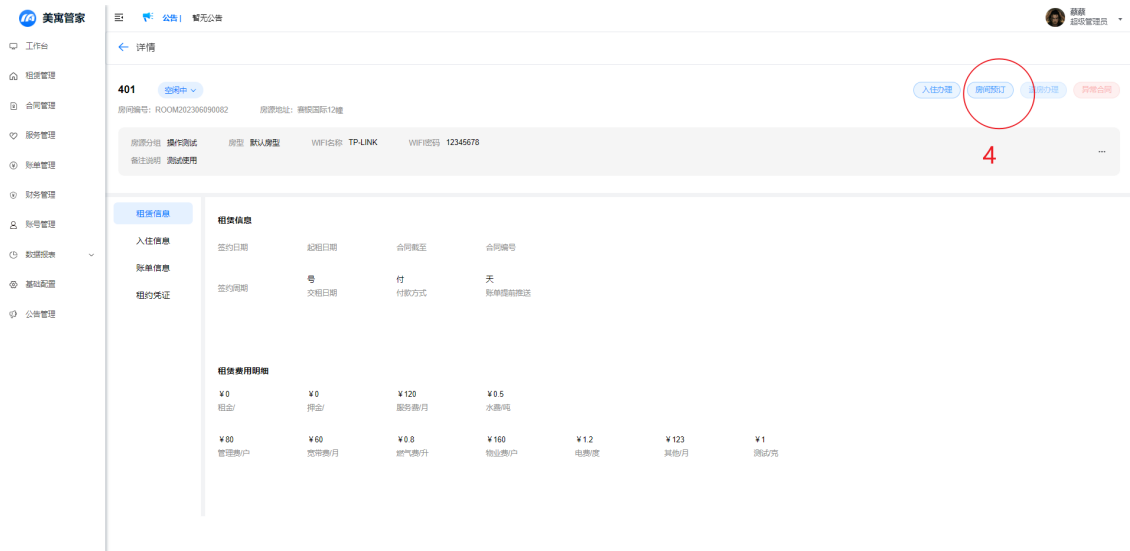 美寓管家
公告 | 暂无公告
蔡蔡
超级管理员
工作台
租赁管理
合同管理
服务管理
账单管理
财务管理
账号管理
数据报表
基础配置
公告管理
详情
401 空闲中
入住办理 房间预订 退房办理 异常合同
房间编号: ROOM202306090082 房源地址: 赛银国际12幢
房源分组 操作测试 房型 默认房型 WIFI名称 TP-LINK WIFI密码 12345678
备注说明 测试使用
...
4
租赁信息
入住信息
账单信息
租约凭证
租赁信息
签约日期 起租日期 合同截至 合同编号
签约周期
号 付 天
交租日期 付款方式 账单提前推送
租赁费用明细
¥0 ¥0 ¥120 ¥0.5
租金/ 押金/ 服务费/月 水费/吨
¥80 ¥60 ¥0.8 ¥160 ¥1.2 ¥123 ¥1
管理费/户 宽带费/月 燃气费/升 物业费/户 电费/度 其他/月 测试/完